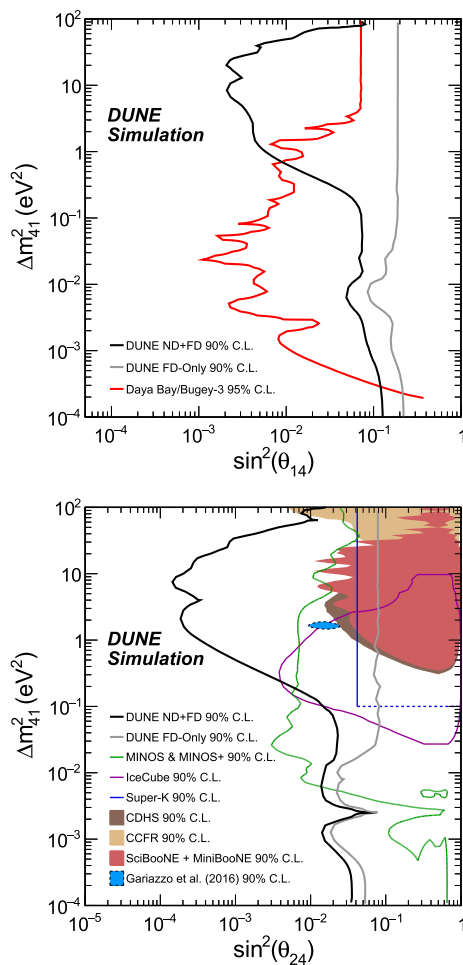 10²
10
1
10⁻¹
10⁻²
10⁻³
10⁻⁴
Δm²₄₁ (eV²)
DUNE
Simulation
DUNE ND+FD 90% C.L.
DUNE FD-Only 90% C.L.
Daya Bay/Bugey-3 95% C.L.
10⁻⁴ 10⁻³ 10⁻² 10⁻¹ 1
sin²(θ₁₄)
10²
10
1
10⁻¹
10⁻²
10⁻³
10⁻⁴
Δm²₄₁ (eV²)
DUNE
Simulation
DUNE ND+FD 90% C.L.
DUNE FD-Only 90% C.L.
MINOS & MINOS+ 90% C.L.
IceCube 90% C.L.
Super-K 90% C.L.
CDHS 90% C.L.
CCFR 90% C.L.
SciBooNE + MiniBooNE 90% C.L.
Gariazzo et al. (2016) 90% C.L.
10⁻⁵ 10⁻⁴ 10⁻³ 10⁻² 10⁻¹ 1
sin²(θ₂₄)